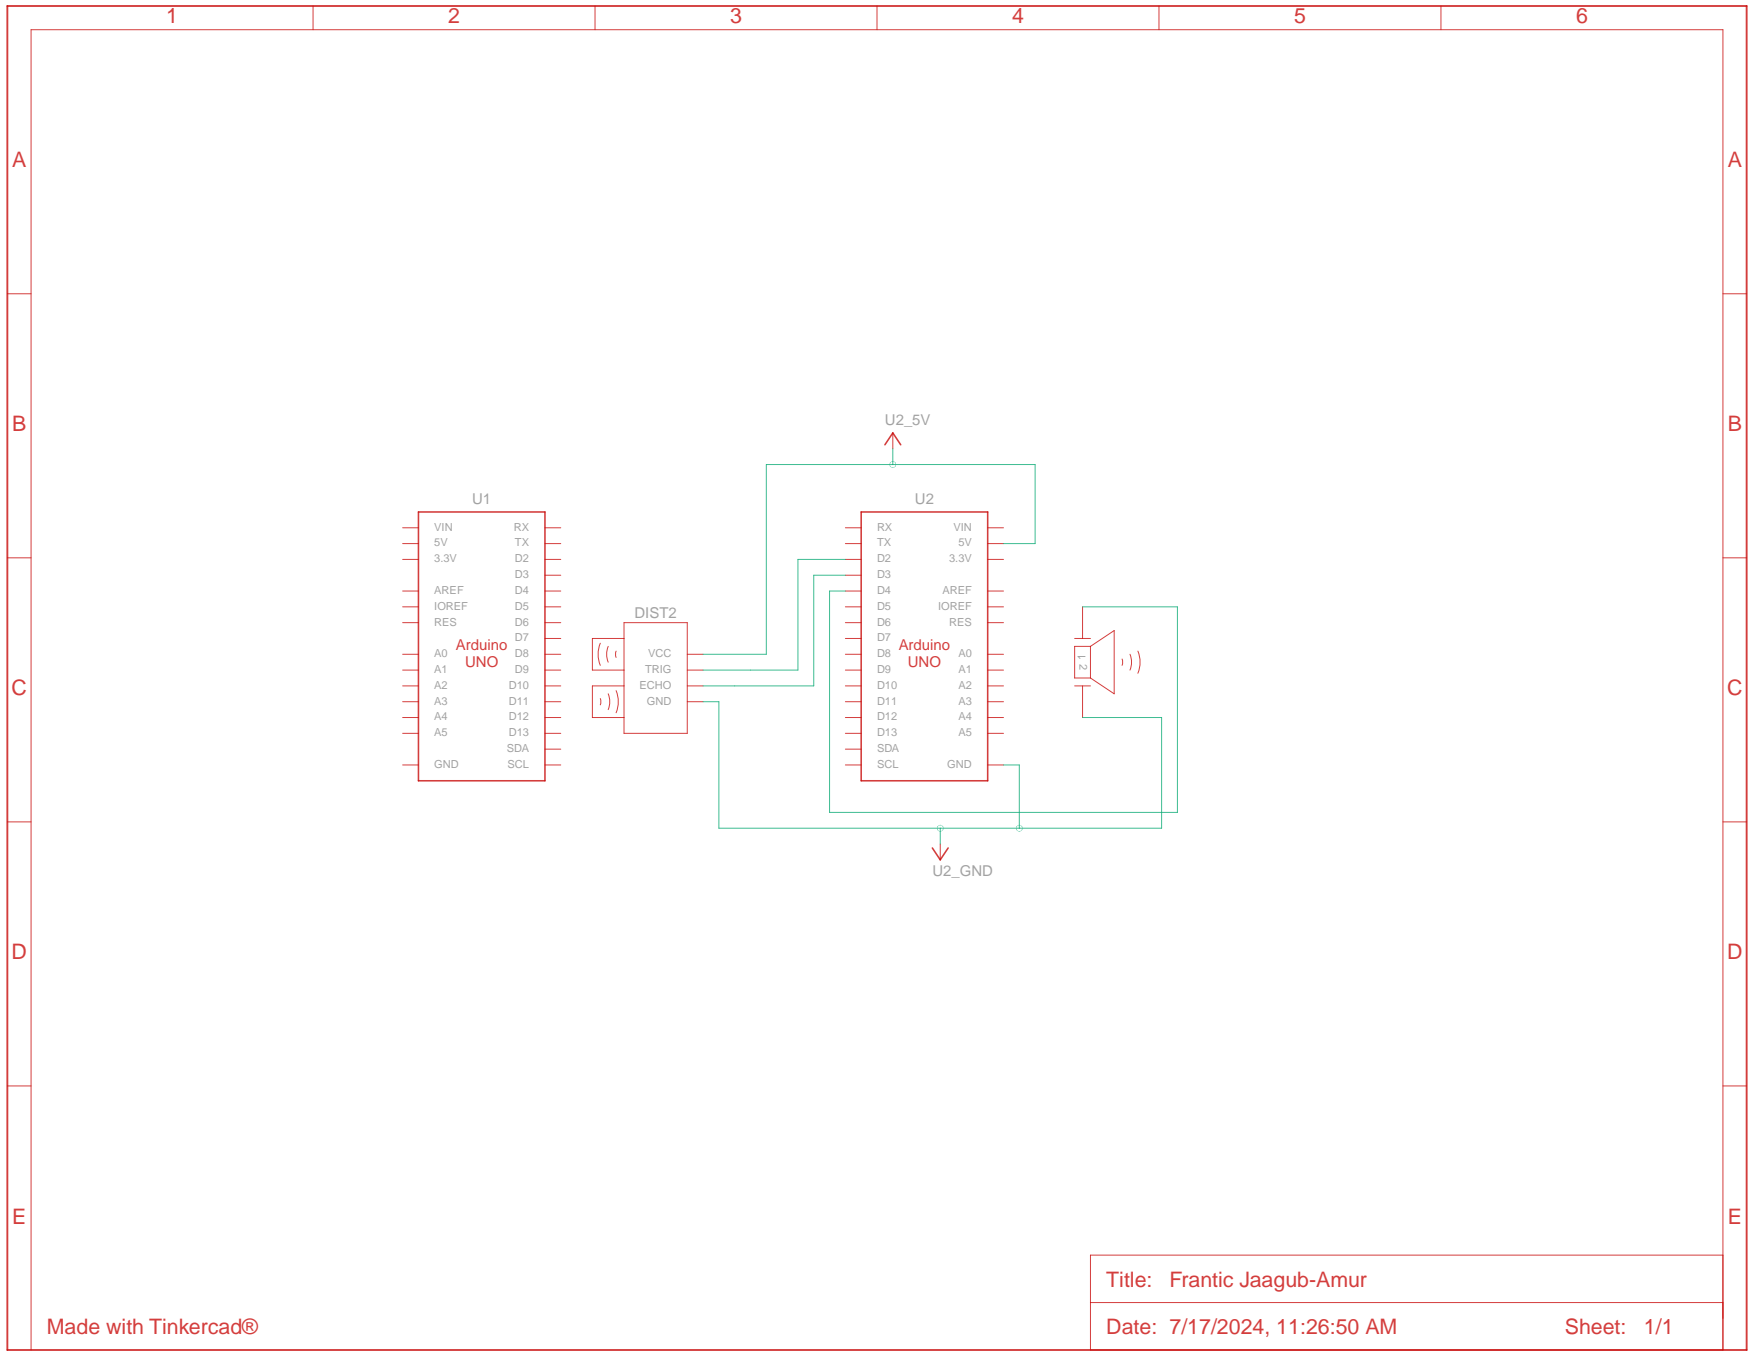 1 2 3 4 5 6
A A
B B
C C
D D
E E
U2_5V
U1
VIN RX
5V TX
3.3V D2
D3
AREF D4
IOREF D5
RES D6
D7
Arduino
UNO
A0 D8
A1 D9
A2 D10
A3 D11
A4 D12
A5 D13
SDA
GND SCL
DIST2
VCC
TRIG
ECHO
GND
U2
RX VIN
TX 5V
D2 3.3V
D3
D4 AREF
D5 IOREF
D6 RES
D7
Arduino
UNO
D8 A0
D9 A1
D10 A2
D11 A3
D12 A4
D13 A5
SDA
SCL GND
1 2
U2_GND
Title: Frantic Jaagub-Amur
Made with Tinkercad®
Date: 7/17/2024, 11:26:50 AM Sheet: 1/1